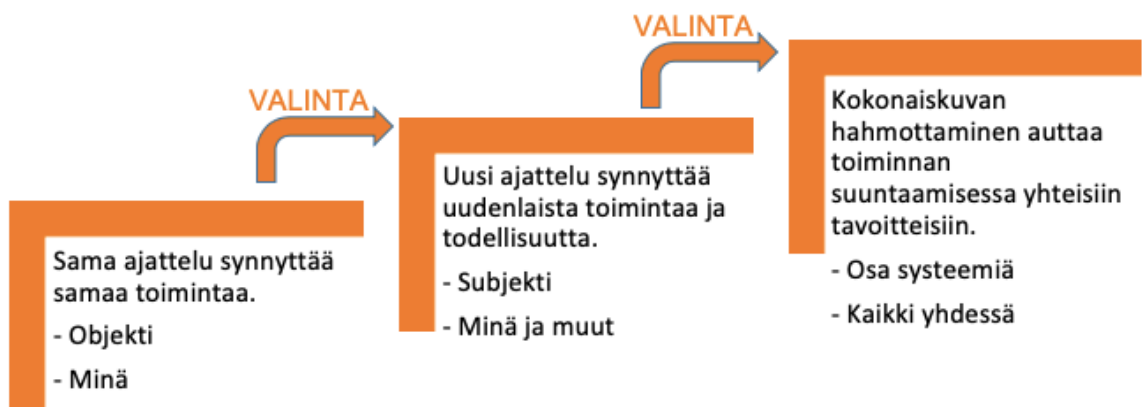 VALINTA
VALINTA
Sama ajattelu synnyttää
samaa toimintaa.
- Objekti
- Minä
Uusi ajattelu synnyttää
uudenlaista toimintaa ja
todellisuutta.
- Subjekti
- Minä ja muut
Kokonaiskuvan
hahmottaminen auttaa
toiminnan
suuntaamisessa yhteisiin
tavoitteisiin.
- Osa systeemiä
- Kaikki yhdessä